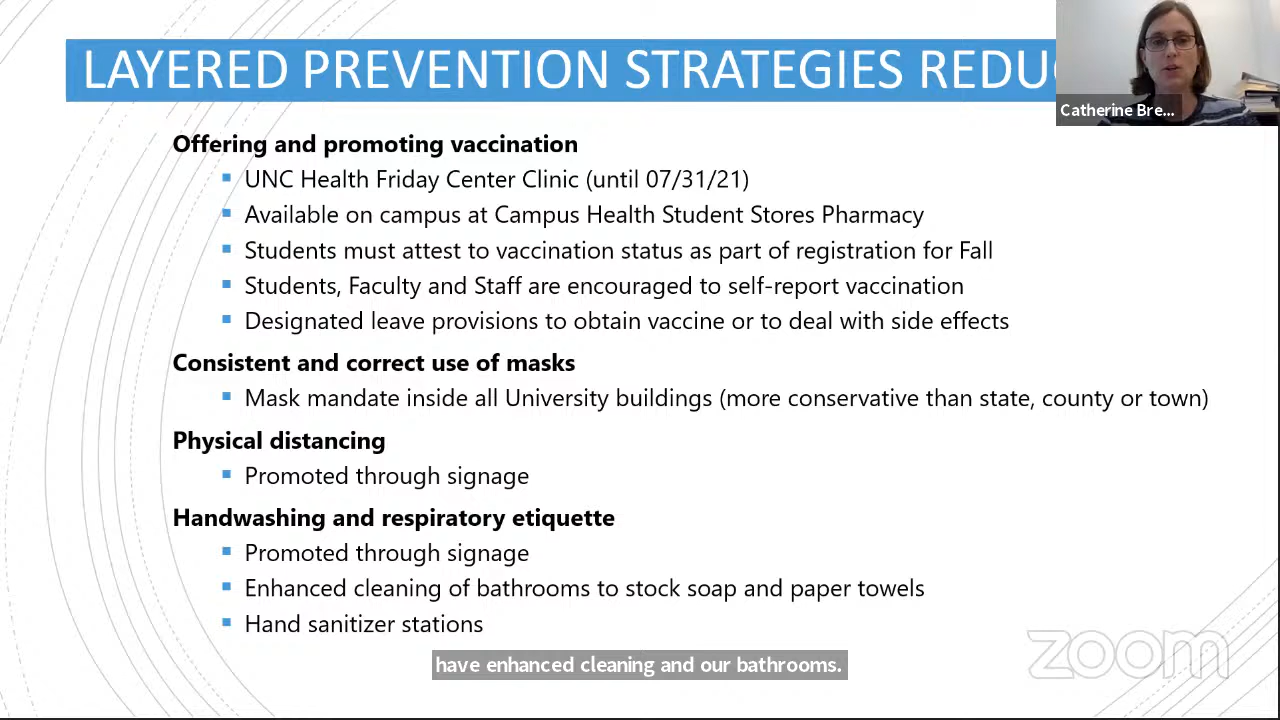 LAYERED PREVENTION STRATEGIES
Catherine Bre...
Offering and promoting vaccination
UNC Health Friday Center Clinic (until 07/31/21)
Available on campus at Campus Health Student Stores Pharmacy
Students must attest to vaccination status as part of registration for Fall
Students, Faculty and Staff are encouraged to self-report vaccination
Designated leave provisions to obtain vaccine or to deal with side effects
Consistent and correct use of masks
Mask mandate inside all University buildings (more conservative than state, county or town)
Physical distancing
Promoted through signage
Handwashing and respiratory etiquette
Promoted through signage
Enhanced cleaning of bathrooms to stock soap and paper towels
Hand sanitizer stations
zoom
have enhanced cleaning and our bathrooms.